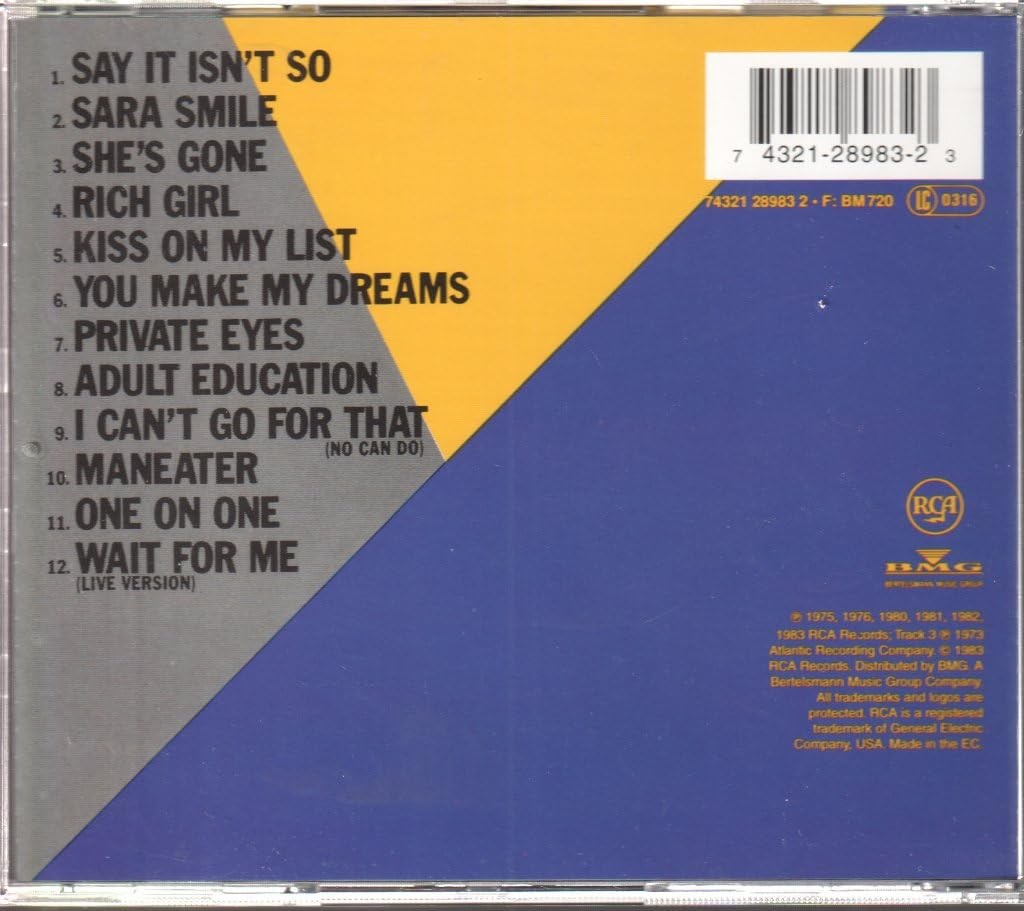 1. SAY IT ISN'T SO
2. SARA SMILE
3. SHE'S GONE
4. RICH GIRL
5. KISS ON MY LIST
6. YOU MAKE MY DREAMS
7. PRIVATE EYES
8. ADULT EDUCATION
9. I CAN'T GO FOR THAT
(NO CAN DO)
10. MANEATER
11. ONE ON ONE
12. WAIT FOR ME
(LIVE VERSION)
7 4321-28983-2 3
74321 28983 2 • F: BM 720 LC 0316
RCA
BMG
BERTELSMANN MUSIC GROUP
℗ 1975, 1976, 1980, 1981, 1982,
1983 RCA Records; Track 3 ℗ 1973
Atlantic Recording Company. © 1983
RCA Records. Distributed by BMG. A
Bertelsmann Music Group Company.
All trademarks and logos are
protected. RCA is a registered
trademark of General Electric
Company, USA. Made in the EC.